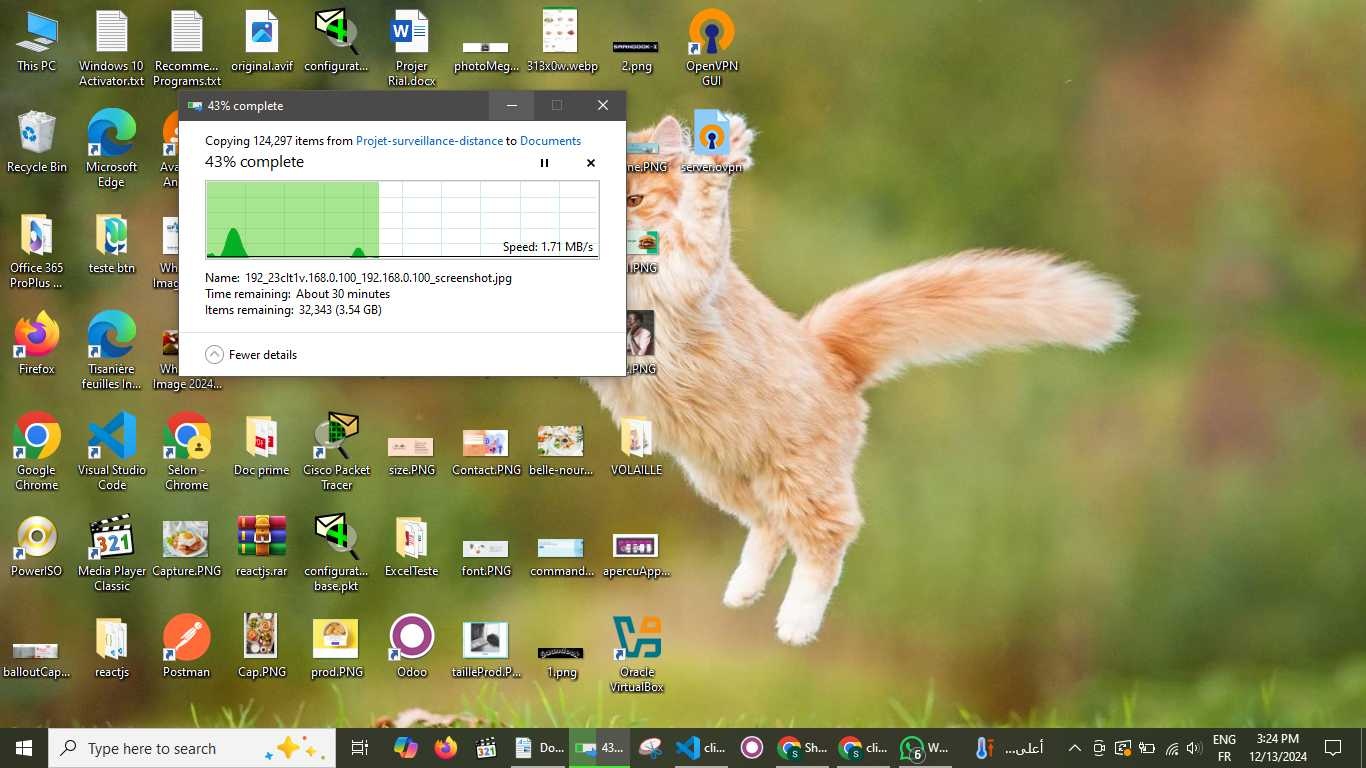 This PC
Windows 10
Activator.txt
Recomme...
Programs.txt
original.avif
configurat...
Projer
Rial.docx
photoMeg...
313x0w.webp
2.png
OpenVPN
GUI
43% complete
Copying 124,297 items from Projet-surveillance-distance to Documents
43% complete
Speed: 1.71 MB/s
Name: 192_23clt1v.168.0.100_192.168.0.100_screenshot.jpg
Time remaining: About 30 minutes
Items remaining: 32,343 (3.54 GB)
Fewer details
Recycle Bin
Microsoft
Edge
Ava
An
ne.PNG
server.ovpn
Office 365
ProPlus ...
teste btn
Wh
Imag
.PNG
Firefox
Tisanière
feuilles In...
Wh
Image 2024...
.PNG
Google
Chrome
Visual Studio
Code
Selon -
Chrome
Doc prime
Cisco Packet
Tracer
size.PNG
Contact.PNG
belle-nour...
VOLAILLE
PowerISO
Media Player
Classic
Capture.PNG
reactjs.rar
configurat...
base.pkt
ExcelTeste
font.PNG
command...
apercuApp...
balloutCap...
reactjs
Postman
Cap.PNG
prod.PNG
Odoo
tailleProd.P...
1.png
Oracle
VirtualBox
Type here to search
Do...
43...
cli...
Sh...
cli...
6
W...
أعلى...
ENG
FR
3:24 PM
12/13/2024